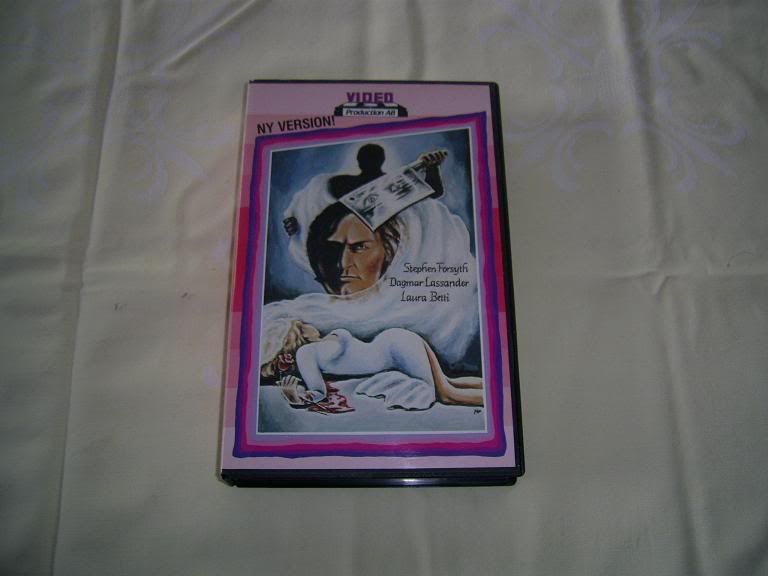 VIDEO
Production AB
NY VERSION!
Stephen Forsyth
Dagmar Lassander
Laura Betti